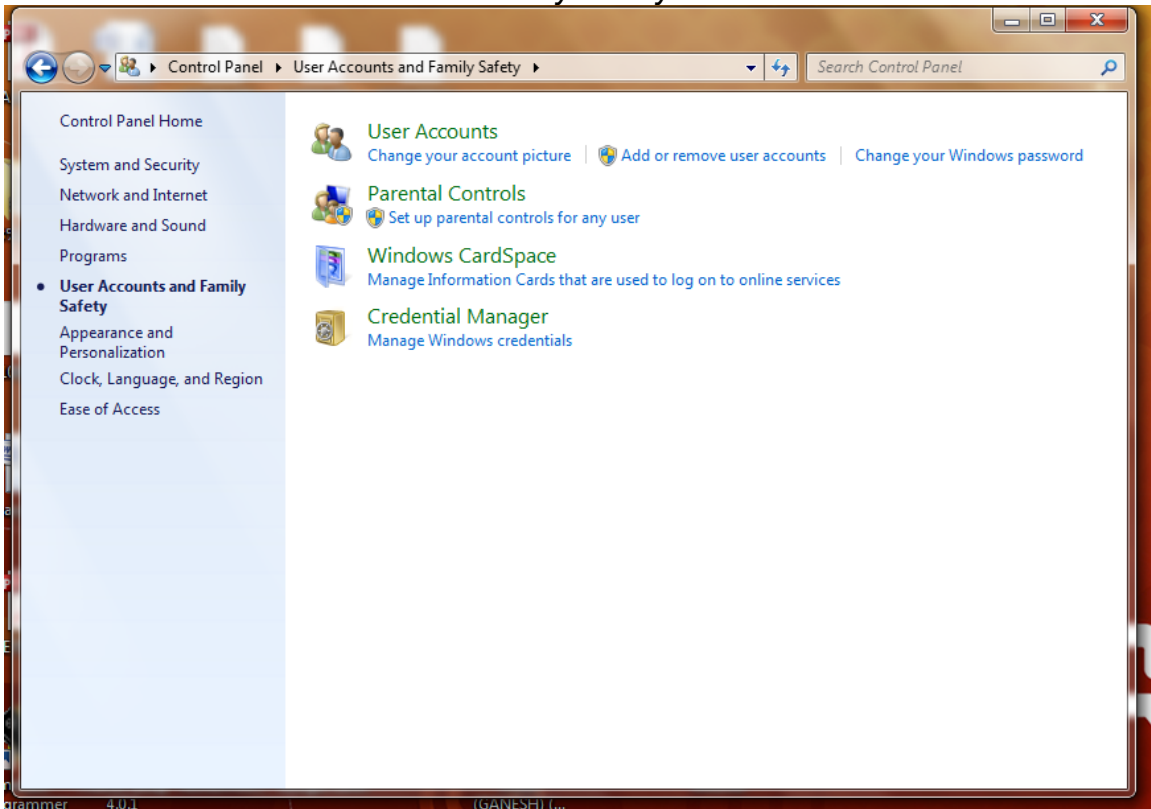 Control Panel
User Accounts and Family Safety
Search Control Panel
Control Panel Home
System and Security
Network and Internet
Hardware and Sound
Programs
User Accounts and Family
Safety
Appearance and
Personalization
Clock, Language, and Region
Ease of Access
User Accounts
Change your account picture
Add or remove user accounts
Change your Windows password
Parental Controls
Set up parental controls for any user
Windows CardSpace
Manage Information Cards that are used to log on to online services
Credential Manager
Manage Windows credentials
4.0.1
(GANESH) (...